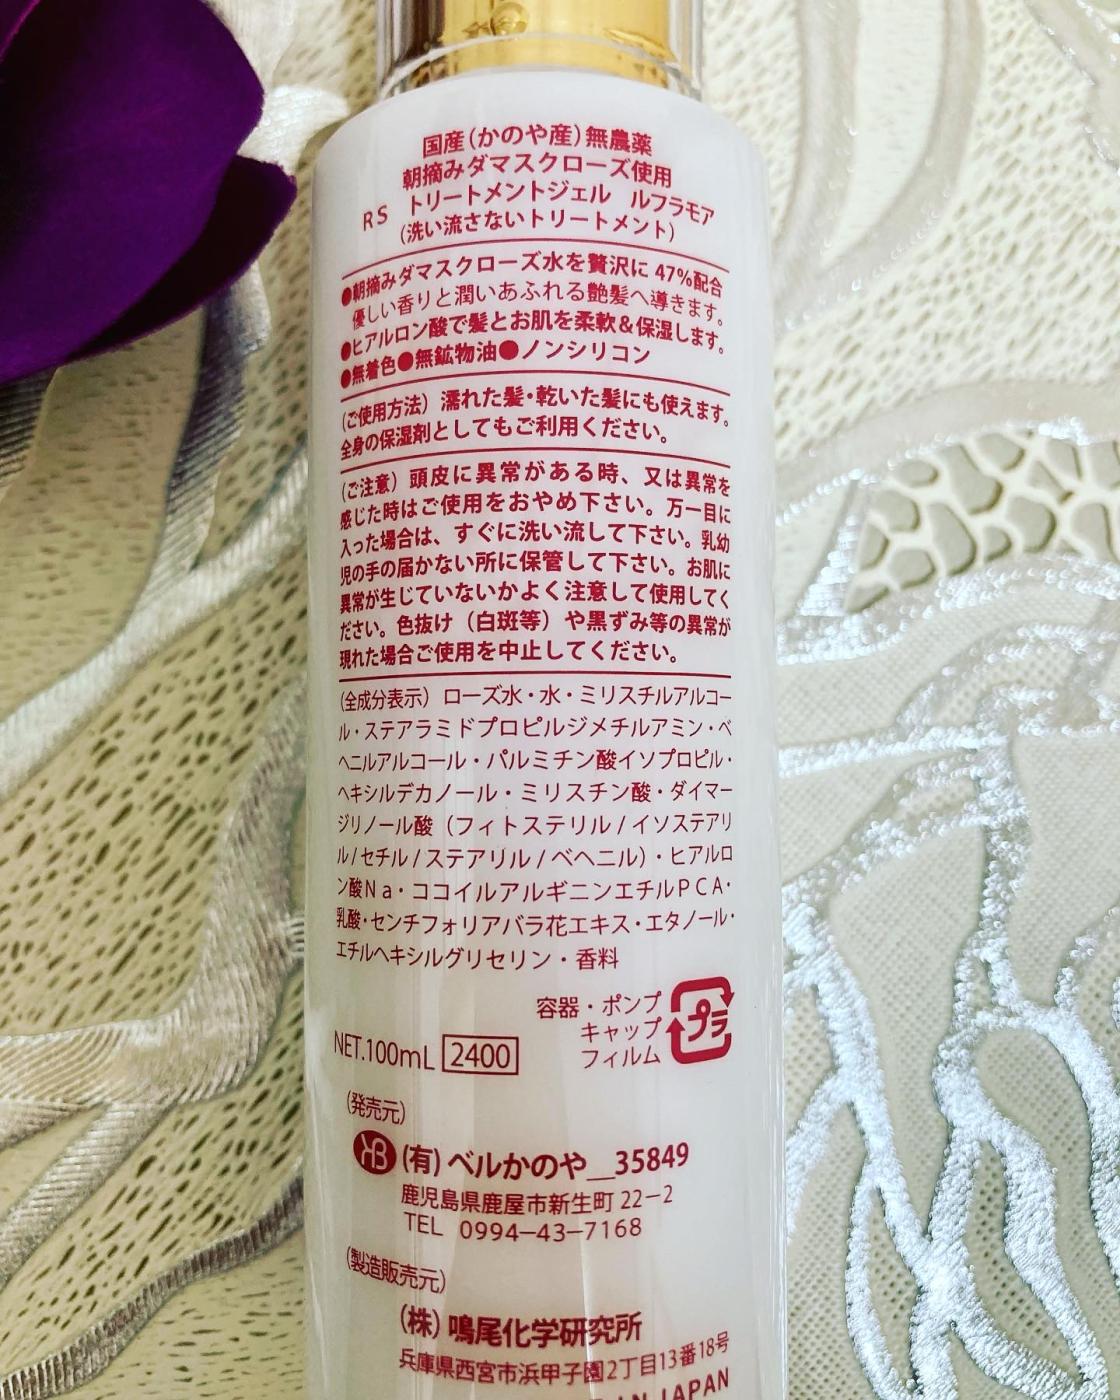 国産(かのや産)無農薬
朝摘みダマスクローズ使用
RS トリートメントジェル ルフラモア
(洗い流さないトリートメント)
●朝摘みダマスクローズ水を贅沢に47%配合
優しい香りと潤いあふれる艶髪へ導きます。
●ヒアルロン酸で髪とお肌を柔軟&保湿します。
●無着色●無鉱物油●ノンシリコン
(ご使用方法) 濡れた髪・乾いた髪にも使えます。
全身の保湿剤としてもご利用ください。
(ご注意) 頭皮に異常がある時、又は異常を
感じた時はご使用をおやめ下さい。万一目に
入った場合は、すぐに洗い流して下さい。乳幼
児の手の届かない所に保管して下さい。お肌に
異常が生じていないかよく注意して使用してく
ださい。色抜け(白斑等)や黒ずみ等の異常が
現れた場合ご使用を中止してください。
(全成分表示) ローズ水・水・ミリスチルアルコー
ル・ステアラミドプロピルジメチルアミン・ベ
ヘニルアルコール・パルミチン酸イソプロピル・
ヘキシルデカノール・ミリスチン酸・ダイマー
ジリノール酸(フィトステリル/イソステアリ
ル/セチル/ステアリル/ベヘニル)・ヒアルロ
ン酸Na・ココイルアルギニンエチルPCA・
乳酸・センチフォリアバラ花エキス・エタノール・
エチルヘキシルグリセリン・香料
容器・ポンプ
キャップ
フィルム
プラ
NET.100mL 2400
(発売元)
HB (有)ベルかのや__35849
鹿児島県鹿屋市新生町22-2
TEL 0994-43-7168
(製造販売元)
(株)鳴尾化学研究所
兵庫県西宮市浜甲子園2丁目13番18号
IN JAPAN